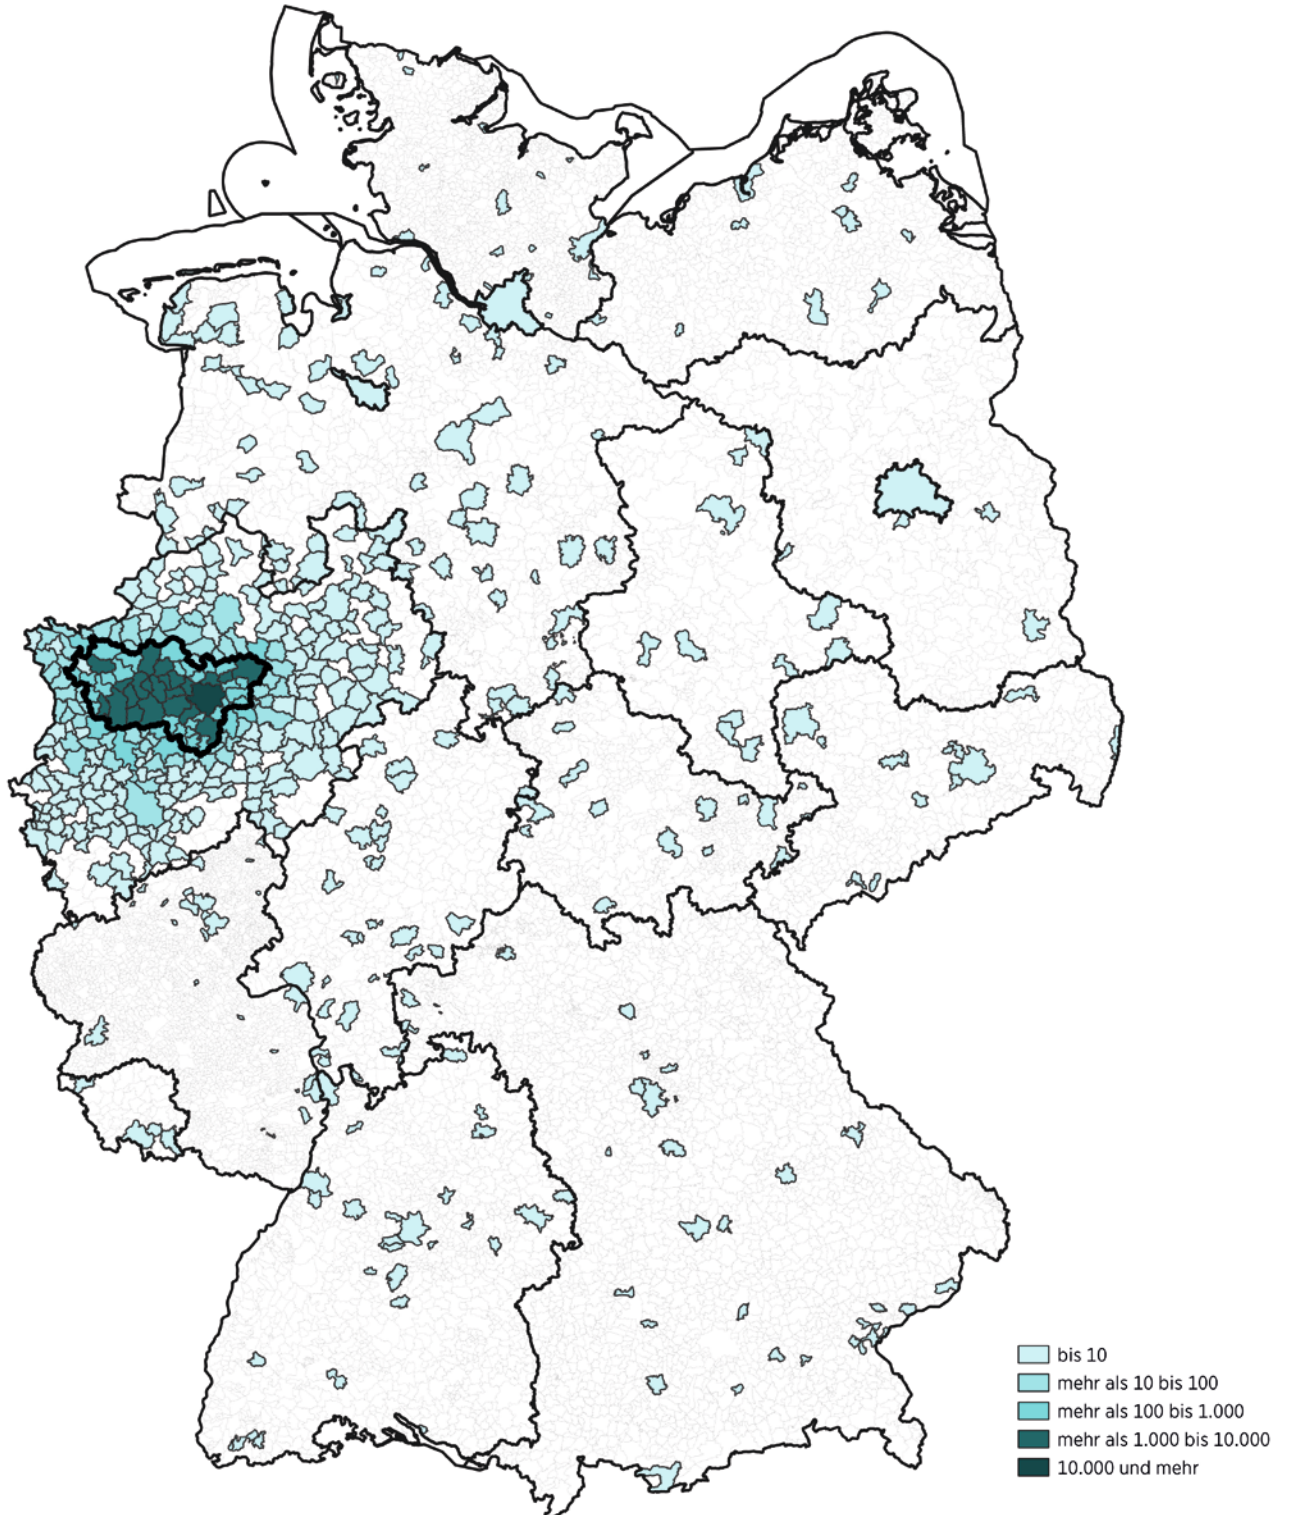 bis 10
mehr als 10 bis 100
mehr als 100 bis 1.000
mehr als 1.000 bis 10.000
10.000 und mehr